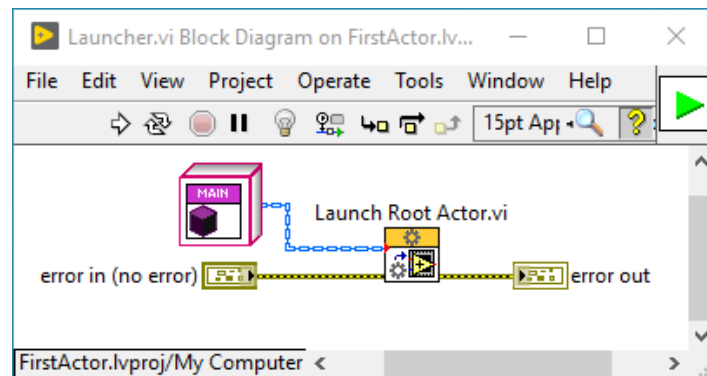 Launcher.vi Block Diagram on FirstActor.lv...
File Edit View Project Operate Tools Window Help
15pt App
MAIN
Launch Root Actor.vi
error in (no error)
error out
FirstActor.lvproj/My Computer